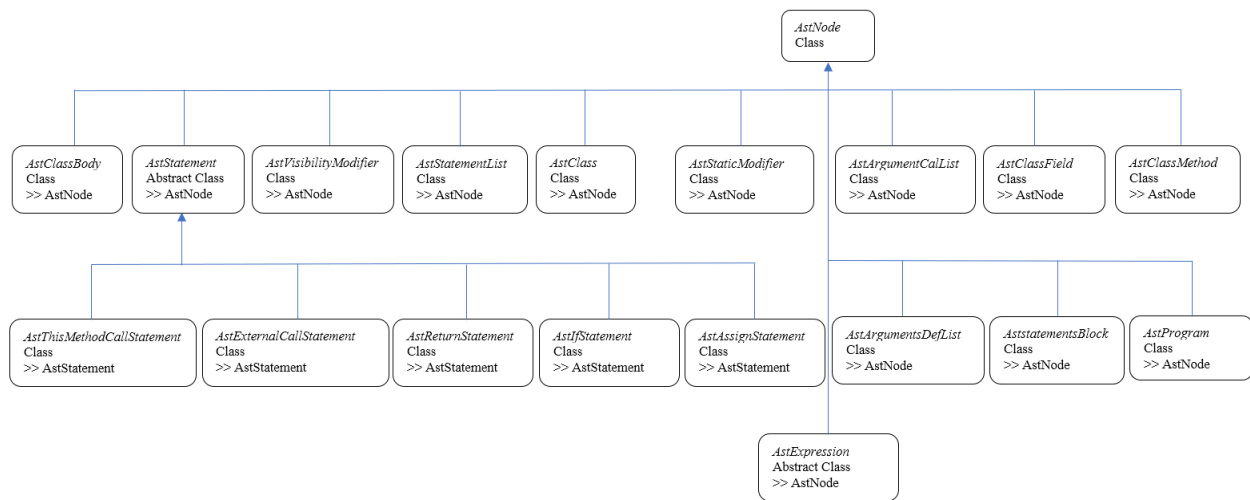 AstNode
Class
AstClassBody
Class
>> AstNode
AstStatement
Abstract Class
>> AstNode
AstVisibilityModifier
Class
>> AstNode
AstStatementList
Class
>> AstNode
AstClass
Class
>> AstNode
AstStaticModifier
Class
>> AstNode
AstArgumentCalList
Class
>> AstNode
AstClassField
Class
>> AstNode
AstClassMethod
Class
>> AstNode
AstThisMethodCallStatement
Class
>> AstStatement
AstExternalCallStatement
Class
>> AstStatement
AstReturnStatement
Class
>> AstStatement
AstIfStatement
Class
>> AstStatement
AstAssignStatement
Class
>> AstStatement
AstArgumentsDefList
Class
>> AstNode
AststatementsBlock
Class
>> AstNode
AstProgram
Class
>> AstNode
AstExpression
Abstract Class
>> AstNode